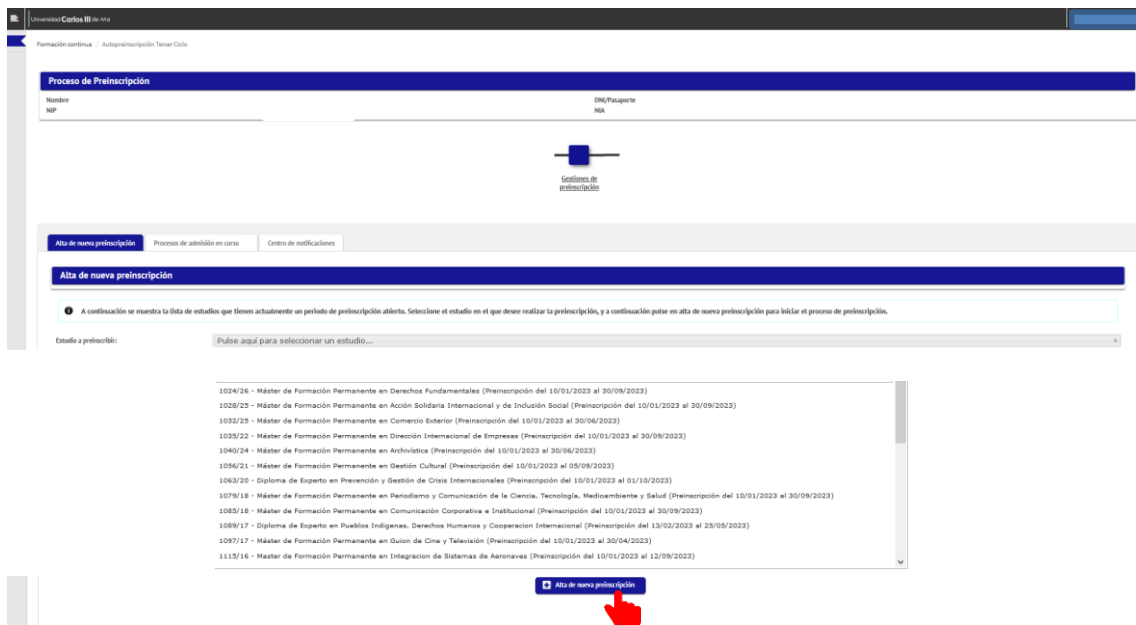 Universidad Carlos III de Ma
Formación continua / Autopreinscripción Tercer Ciclo
Proceso de Preinscripción
Nombre DNI/Pasaporte
NIP NIA
Gestiones de
preinscripción
Alta de nueva preinscripción Procesos de admisión en curso Centro de notificaciones
Alta de nueva preinscripción
A continuación se muestra la lista de estudios que tienen actualmente un periodo de preinscripción abierto. Seleccione el estudio en el que desee realizar la preinscripción, y a continuación pulse en alta de nueva preinscripción para iniciar el proceso de preinscripción.
Estudio a preinscribir: Pulse aquí para seleccionar un estudio...
1024/26 - Máster de Formación Permanente en Derechos Fundamentales (Preinscripción del 10/01/2023 al 30/09/2023)
1028/25 - Máster de Formación Permanente en Acción Solidaria Internacional y de Inclusión Social (Preinscripción del 10/01/2023 al 30/09/2023)
1032/25 - Máster de Formación Permanente en Comercio Exterior (Preinscripción del 10/01/2023 al 30/06/2023)
1035/22 - Máster de Formación Permanente en Dirección Internacional de Empresas (Preinscripción del 10/01/2023 al 30/09/2023)
1040/24 - Máster de Formación Permanente en Archivística (Preinscripción del 10/01/2023 al 30/06/2023)
1056/21 - Máster de Formación Permanente en Gestión Cultural (Preinscripción del 10/01/2023 al 05/09/2023)
1063/20 - Diploma de Experto en Prevención y Gestión de Crisis Internacionales (Preinscripción del 10/01/2023 al 01/10/2023)
1079/18 - Máster de Formación Permanente en Periodismo y Comunicación de la Ciencia, Tecnología, Medioambiente y Salud (Preinscripción del 10/01/2023 al 30/09/2023)
1085/18 - Máster de Formación Permanente en Comunicación Corporativa e Institucional (Preinscripción del 10/01/2023 al 30/09/2023)
1089/17 - Diploma de Experto en Pueblos Indígenas, Derechos Humanos y Cooperacion Internacional (Preinscripción del 13/02/2023 al 25/05/2023)
1097/17 - Máster de Formación Permanente en Guion de Cine y Televisión (Preinscripción del 10/01/2023 al 30/04/2023)
1115/16 - Master de Formación Permanente en Integracion de Sistemas de Aeronaves (Preinscripción del 10/01/2023 al 12/09/2023)
Alta de nueva preinscripción